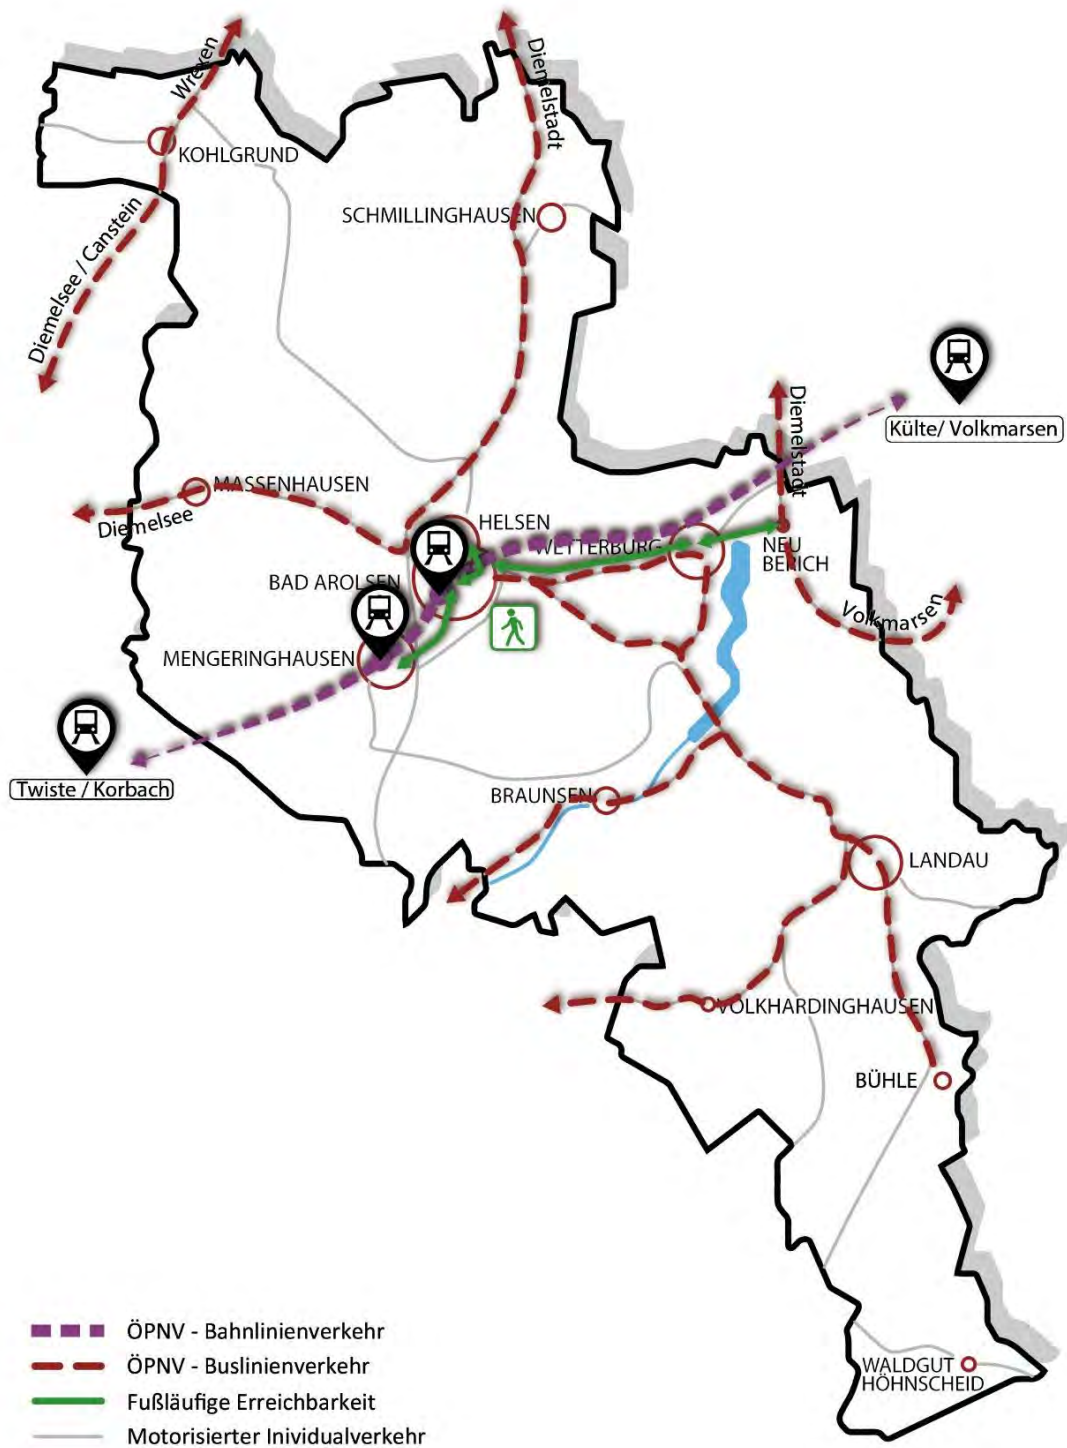 Wrexen
Diemelstadt
KOHLGRUND
SCHMILLINGHAUSEN
Diemelsee / Canstein
Diemelstadt
Külte/ Volkmarsen
MASSENHAUSEN
Diemelsee
HELSEN
WETTERBURG
NEU
BERICH
BAD AROLSEN
Volkmarsen
MENGERINGHAUSEN
Twiste / Korbach
BRAUNSEN
LANDAU
VOLKHARDINGHAUSEN
BÜHLE
WALDGUT
HÖHNSCHEID
ÖPNV - Bahnlinienverkehr
ÖPNV - Buslinienverkehr
Fußläufige Erreichbarkeit
Motorisierter Inividualverkehr